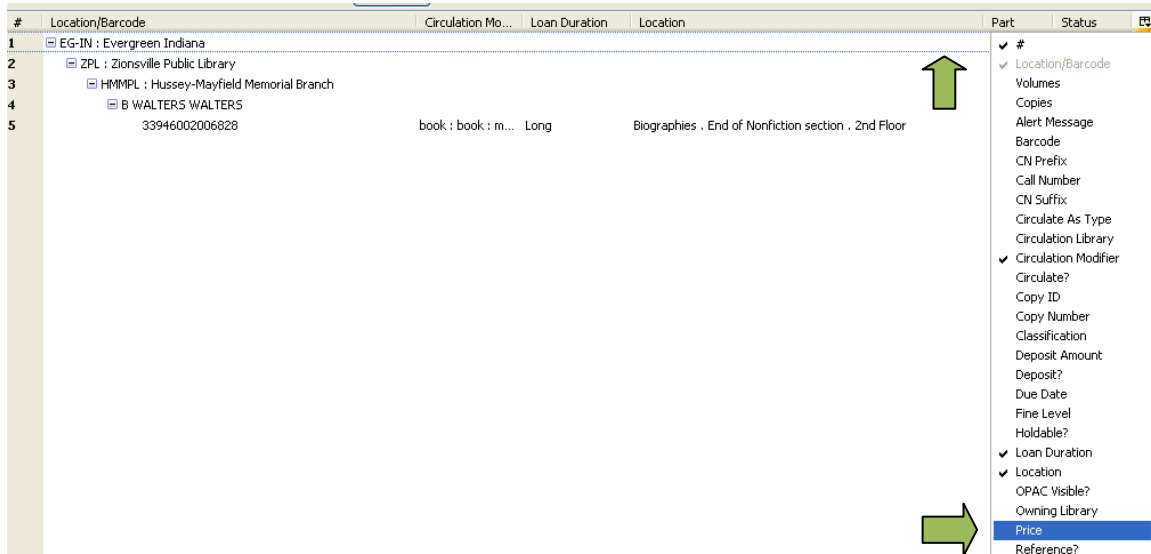 # Location/Barcode Circulation Mo... Loan Duration Location Part Status
1 EG-IN : Evergreen Indiana
2 ZPL : Zionsville Public Library
3 HMMPL : Hussey-Mayfield Memorial Branch
4 B WALTERS WALTERS
5 33946002006828 book : book : m... Long Biographies . End of Nonfiction section . 2nd Floor
#
Location/Barcode
Volumes
Copies
Alert Message
Barcode
CN Prefix
Call Number
CN Suffix
Circulate As Type
Circulation Library
Circulation Modifier
Circulate?
Copy ID
Copy Number
Classification
Deposit Amount
Deposit?
Due Date
Fine Level
Holdable?
Loan Duration
Location
OPAC Visible?
Owning Library
Price
Reference?